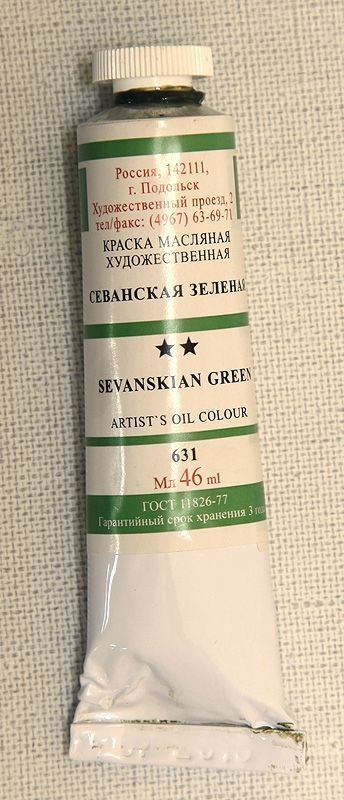 Россия, 142111,
г. Подольск
Художественный проезд, 2
тел/факс: (4967) 63-69-71
КРАСКА МАСЛЯНАЯ
ХУДОЖЕСТВЕННАЯ
СЕВАНСКАЯ ЗЕЛЕНАЯ
★★
SEVANSKIAN GREEN
ARTIST`S OIL COLOUR
631
Мл 46 ml
ГОСТ 11826-77
Гарантийный срок хранения 3 года